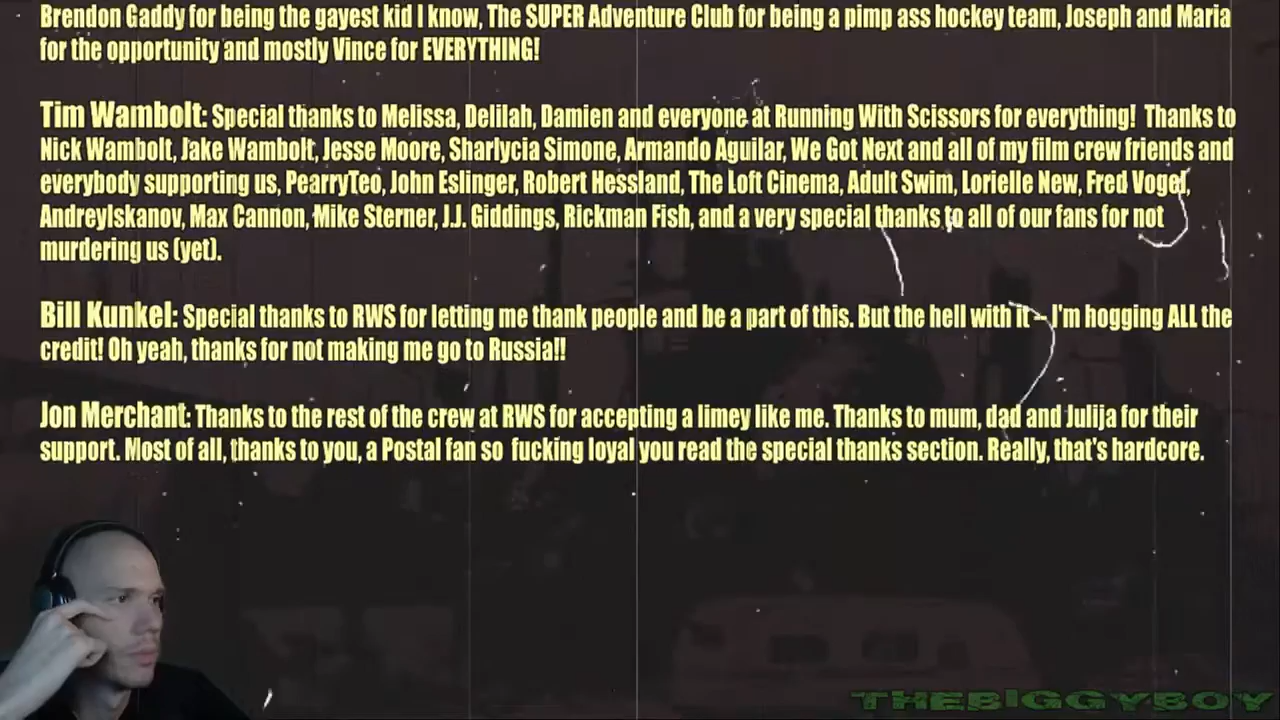 Brendon Gaddy for being the gayest kid I know, The SUPER Adventure Club for being a pimp ass hockey team, Joseph and Maria
for the opportunity and mostly Vince for EVERYTHING!
Tim Wambolt: Special thanks to Melissa, Delilah, Damien and everyone at Running With Scissors for everything! Thanks to
Nick Wambolt, Jake Wambolt, Jesse Moore, Sharlycia Simone, Armando Aguilar, We Got Next and all of my film crew friends and
everybody supporting us, PearryTeo, John Eslinger, Robert Hessland, The Loft Cinema, Adult Swim, Lorielle New, Fred Vogel,
AndreyIskanov, Max Cannon, Mike Sterner, J.J. Giddings, Rickman Fish, and a very special thanks to all of our fans for not
murdering us (yet).
Bill Kunkel: Special thanks to RWS for letting me thank people and be a part of this. But the hell with it -- I'm hogging ALL the
credit! Oh yeah, thanks for not making me go to Russia!!
Jon Merchant: Thanks to the rest of the crew at RWS for accepting a limey like me. Thanks to mum, dad and Julija for their
support. Most of all, thanks to you, a Postal fan so fucking loyal you read the special thanks section. Really, that's hardcore.
THEBIGGYBOY